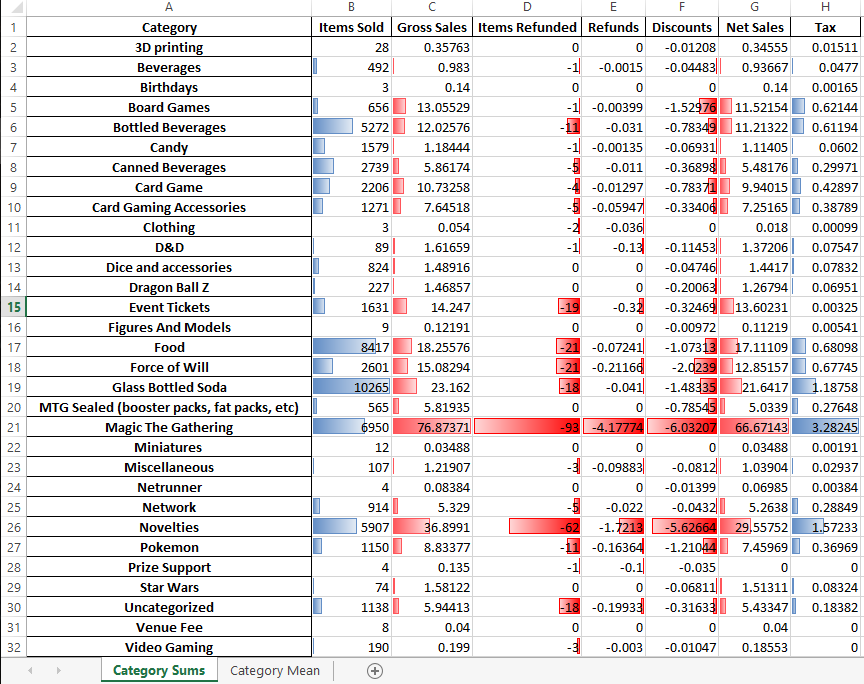 A B C D E F G H
1 Category Items Sold Gross Sales Items Refunded Refunds Discounts Net Sales Tax
2 3D printing 28 0.35763 0 0 -0.01208 0.34555 0.01511
3 Beverages 492 0.983 -1 -0.0015 -0.04483 0.93667 0.0477
4 Birthdays 3 0.14 0 0 0 0.14 0.00165
5 Board Games 656 13.05529 -1 -0.00399 -1.52976 11.52154 0.62144
6 Bottled Beverages 5272 12.02576 -11 -0.031 -0.78349 11.21322 0.61194
7 Candy 1579 1.18444 -1 -0.00135 -0.06931 1.11405 0.0602
8 Canned Beverages 2739 5.86174 -5 -0.011 -0.36898 5.48176 0.29971
9 Card Game 2206 10.73258 -4 -0.01297 -0.78371 9.94015 0.42897
10 Card Gaming Accessories 1271 7.64518 -5 -0.05947 -0.33406 7.25165 0.38789
11 Clothing 3 0.054 -2 -0.036 0 0.018 0.00099
12 D&D 89 1.61659 -1 -0.13 -0.11453 1.37206 0.07547
13 Dice and accessories 824 1.48916 0 0 -0.04746 1.4417 0.07832
14 Dragon Ball Z 227 1.46857 0 0 -0.20063 1.26794 0.06951
15 Event Tickets 1631 14.247 -19 -0.32 -0.32469 13.60231 0.00325
16 Figures And Models 9 0.12191 0 0 -0.00972 0.11219 0.00541
17 Food 8417 18.25576 -21 -0.07241 -1.07313 17.11109 0.68098
18 Force of Will 2601 15.08294 -21 -0.21166 -2.0239 12.85157 0.67745
19 Glass Bottled Soda 10265 23.162 -18 -0.041 -1.48335 21.6417 1.18758
20 MTG Sealed (booster packs, fat packs, etc) 565 5.81935 0 0 -0.78545 5.0339 0.27648
21 Magic The Gathering 6950 76.87371 -93 -4.17774 -6.03207 66.67143 3.28245
22 Miniatures 12 0.03488 0 0 0 0.03488 0.00191
23 Miscellaneous 107 1.21907 -3 -0.09883 -0.0812 1.03904 0.02937
24 Netrunner 4 0.08384 0 0 -0.01399 0.06985 0.00384
25 Network 914 5.329 -5 -0.022 -0.0432 5.2638 0.28849
26 Novelties 5907 36.8991 -62 -1.7213 -5.62664 29.55752 1.57233
27 Pokemon 1150 8.83377 -11 -0.16364 -1.21044 7.45969 0.36969
28 Prize Support 4 0.135 -1 -0.1 -0.035 0 0
29 Star Wars 74 1.58122 0 0 -0.06811 1.51311 0.08324
30 Uncategorized 1138 5.94413 -18 -0.19933 -0.31633 5.43347 0.18382
31 Venue Fee 8 0.04 0 0 0 0.04 0
32 Video Gaming 190 0.199 -3 -0.003 -0.01047 0.18553 0
Category Sums Category Mean